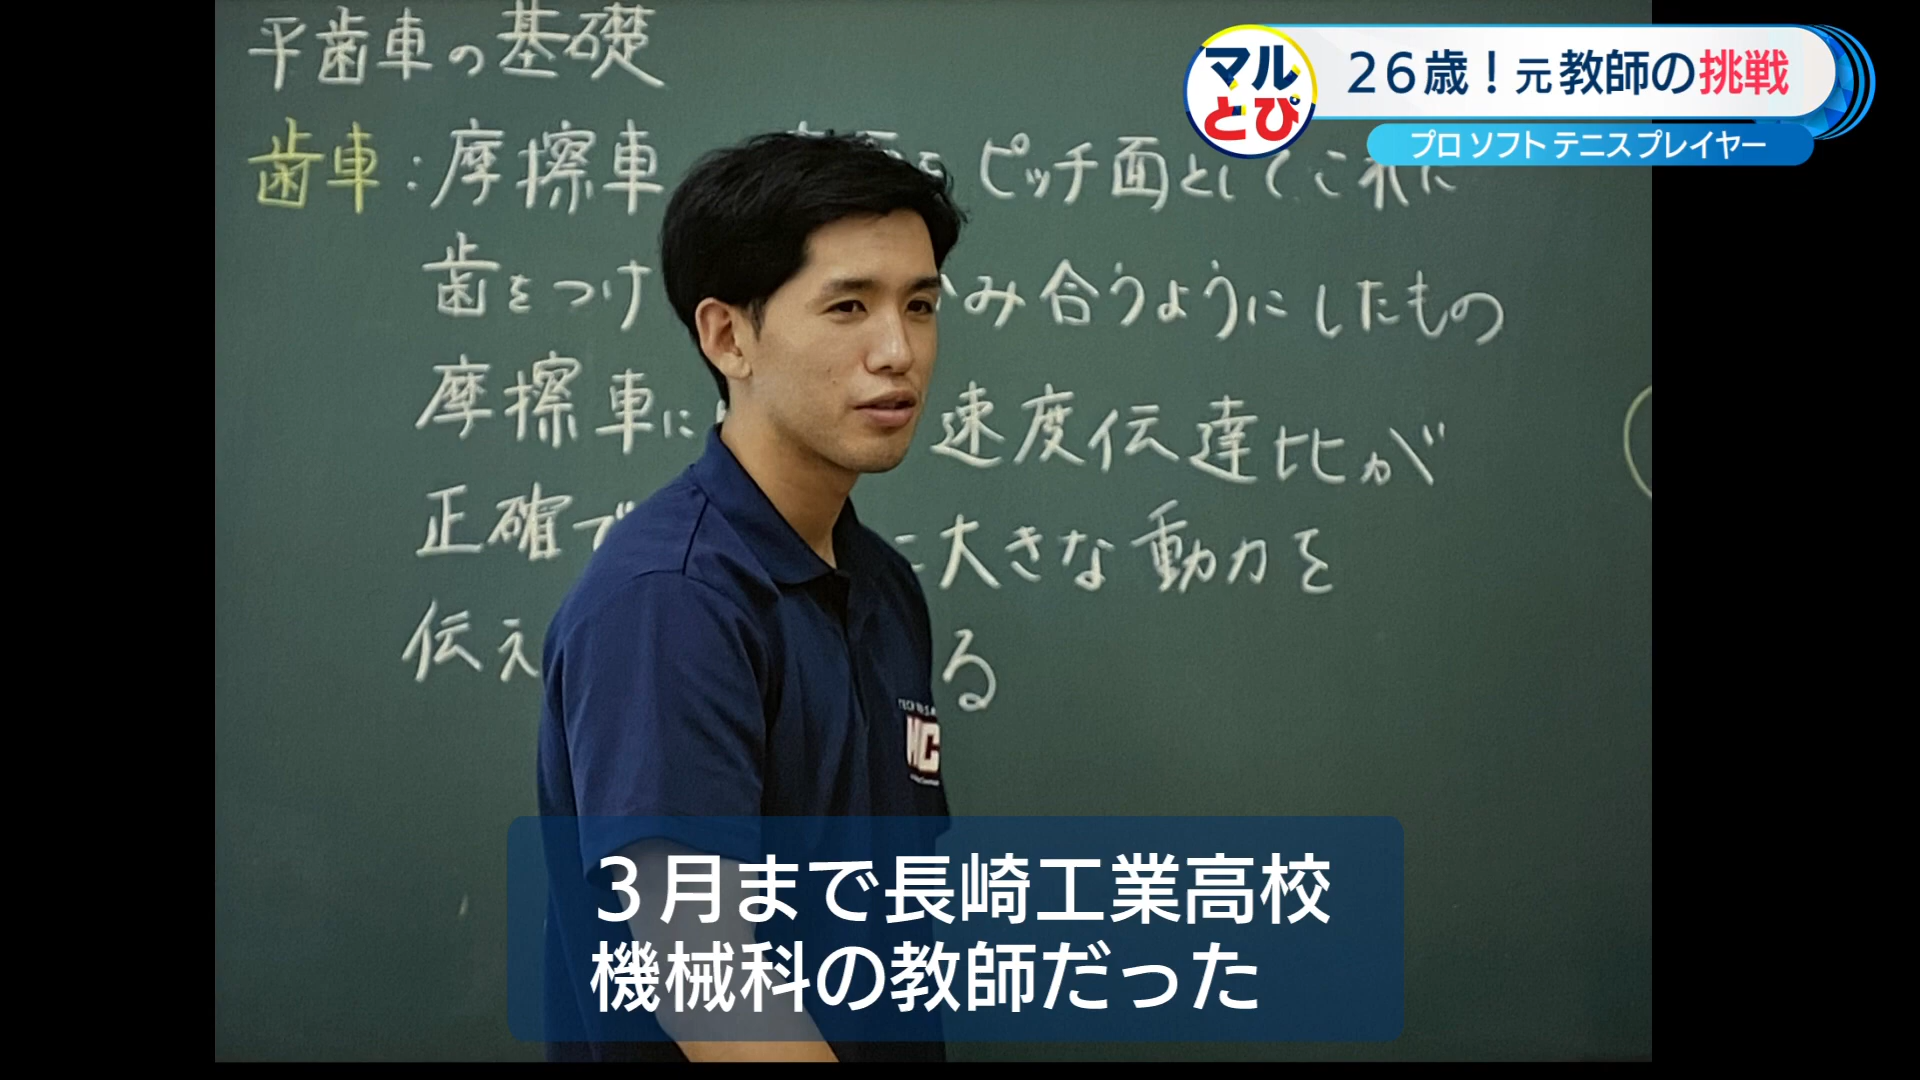 平歯車の基礎
マル
とぴ
26歳！元教師の挑戦
プロ ソフトテニスプレイヤー
歯車：摩擦車 ピッチ面としてこれに
歯をつけ み合うようにしたもの
摩擦車に 速度伝達比が
正確で に大きな動力を
伝え る
３月まで長崎工業高校
機械科の教師だった